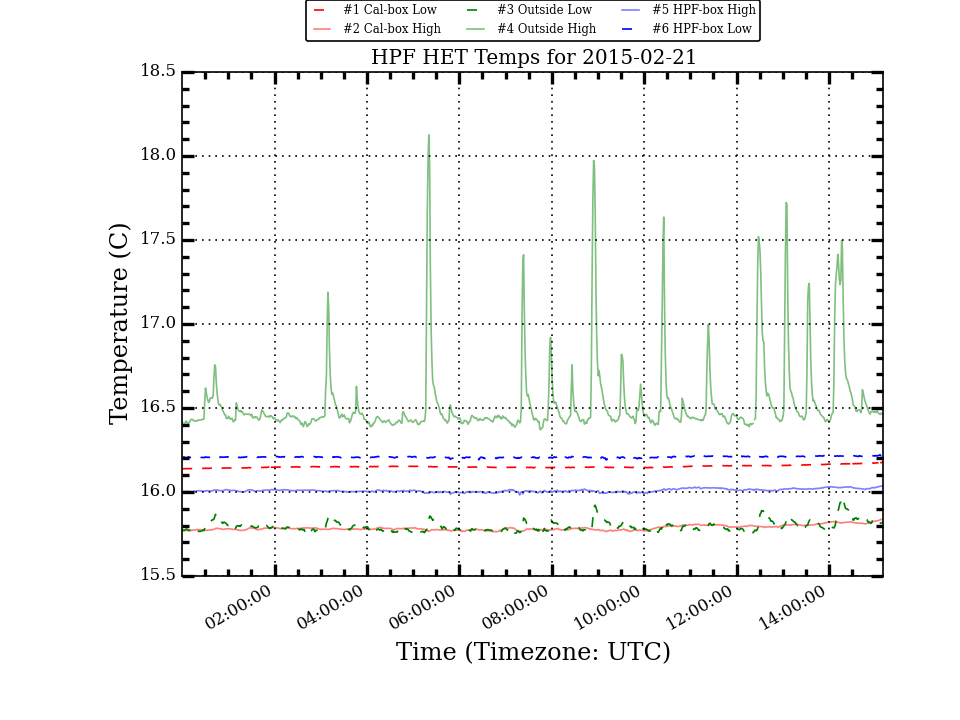 #1 Cal-box Low #3 Outside Low #5 HPF-box High
#2 Cal-box High #4 Outside High #6 HPF-box Low
HPF HET Temps for 2015-02-21
18.5
18.0
17.5
17.0
16.5
16.0
15.5
Temperature (C)
02:00:00 04:00:00 06:00:00 08:00:00 10:00:00 12:00:00 14:00:00
Time (Timezone: UTC)